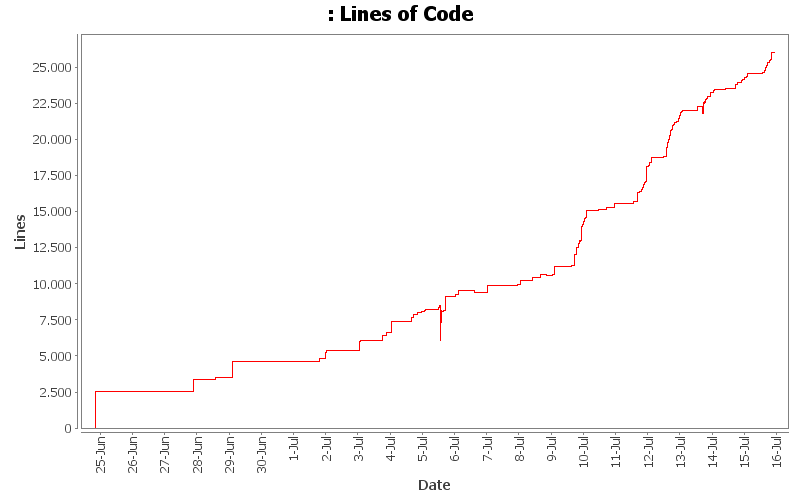 : Lines of Code
Lines
25.000
22.500
20.000
17.500
15.000
12.500
10.000
7.500
5.000
2.500
0
25-Jun
26-Jun
27-Jun
28-Jun
29-Jun
30-Jun
1-Jul
2-Jul
3-Jul
4-Jul
5-Jul
6-Jul
7-Jul
8-Jul
9-Jul
10-Jul
11-Jul
12-Jul
13-Jul
14-Jul
15-Jul
16-Jul
Date